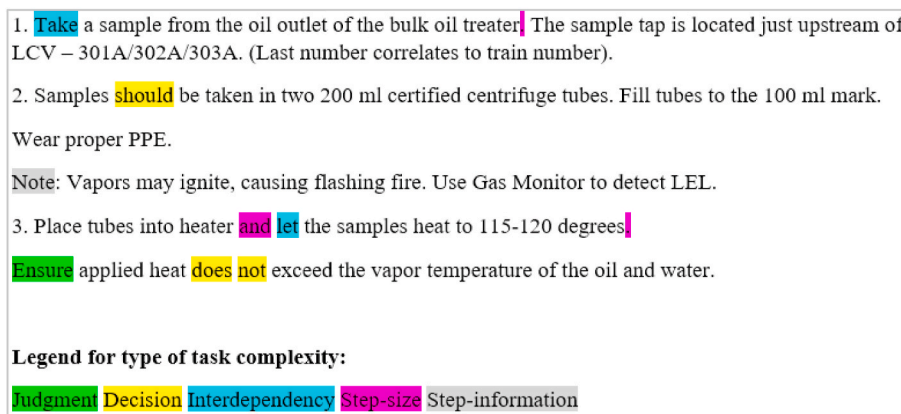 1. Take a sample from the oil outlet of the bulk oil treater. The sample tap is located just upstream of
LCV – 301A/302A/303A. (Last number correlates to train number).
2. Samples should be taken in two 200 ml certified centrifuge tubes. Fill tubes to the 100 ml mark.
Wear proper PPE.
Note: Vapors may ignite, causing flashing fire. Use Gas Monitor to detect LEL.
3. Place tubes into heater and let the samples heat to 115-120 degrees.
Ensure applied heat does not exceed the vapor temperature of the oil and water.
Legend for type of task complexity:
Judgment Decision Interdependency Step-size Step-information